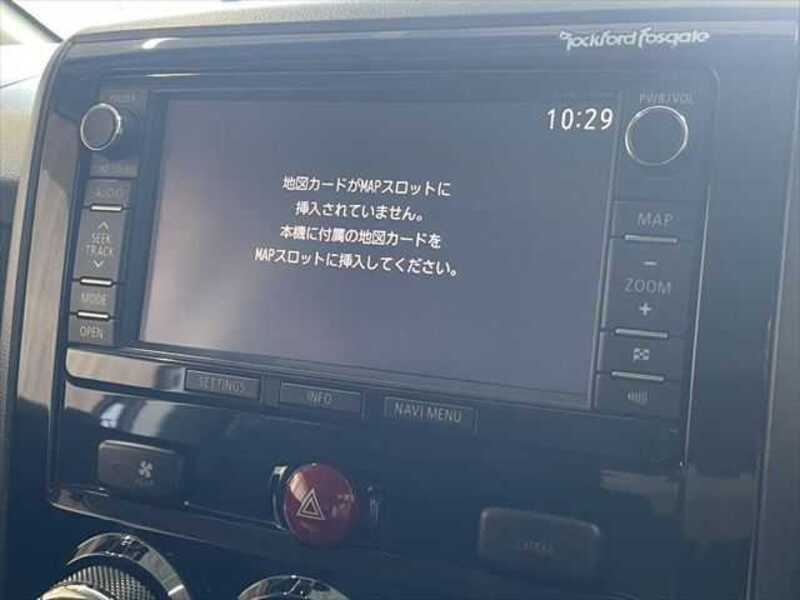 Rockford Fosgate
10:29
PWR/VOL
地図カードがMAPスロットに
挿入されていません。
本機に付属の地図カードを
MAPスロットに挿入してください。
AUDIO
SEEK
TRACK
MODE
OPEN
MAP
−
ZOOM
+
SETTINGS
INFO
NAVI MENU